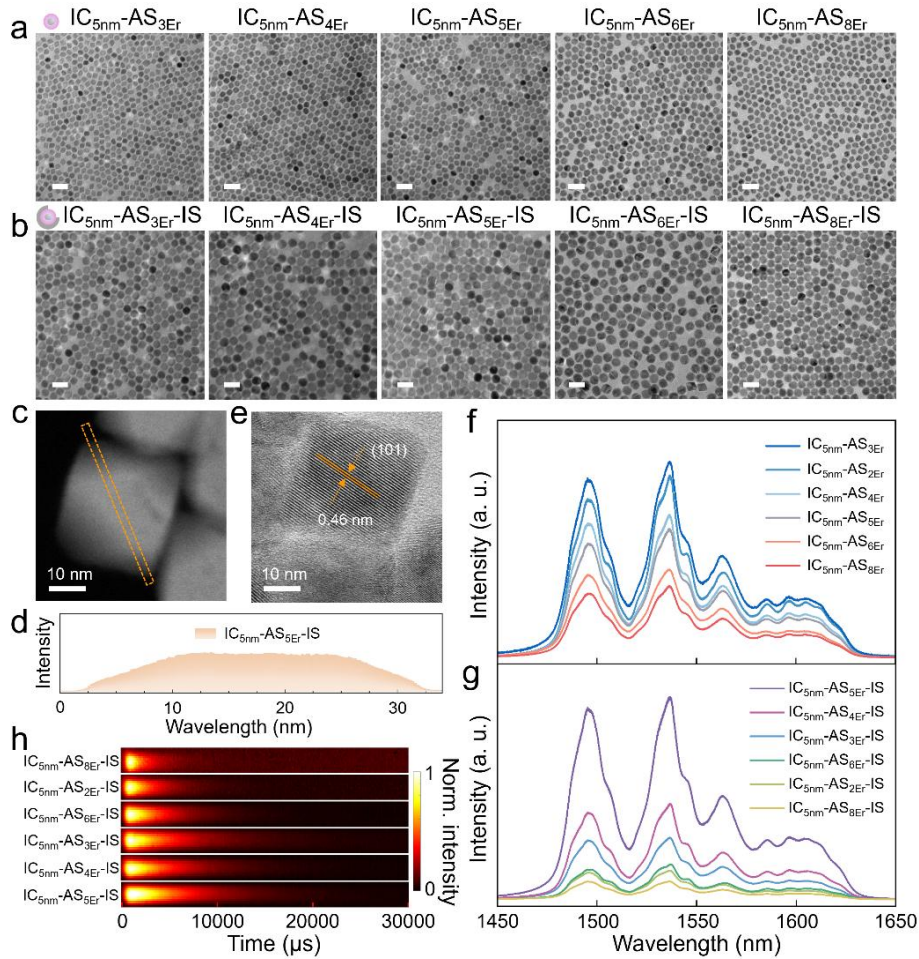 a
IC5nm-AS3Er IC5nm-AS4Er IC5nm-AS5Er IC5nm-AS6Er IC5nm-AS8Er
b
IC5nm-AS3Er-IS IC5nm-AS4Er-IS IC5nm-AS5Er-IS IC5nm-AS6Er-IS IC5nm-AS8Er-IS
c
10 nm
e
(101)
0.46 nm
10 nm
d
Intensity
IC5nm-AS5Er-IS
0 10 20 30
Wavelength (nm)
f
Intensity (a. u.)
IC5nm-AS3Er
IC5nm-AS2Er
IC5nm-AS4Er
IC5nm-AS5Er
IC5nm-AS6Er
IC5nm-AS8Er
g
Intensity (a. u.)
IC5nm-AS5Er-IS
IC5nm-AS4Er-IS
IC5nm-AS3Er-IS
IC5nm-AS6Er-IS
IC5nm-AS2Er-IS
IC5nm-AS8Er-IS
1450 1500 1550 1600 1650
Wavelength (nm)
h
IC5nm-AS8Er-IS
IC5nm-AS2Er-IS
IC5nm-AS6Er-IS
IC5nm-AS3Er-IS
IC5nm-AS4Er-IS
IC5nm-AS5Er-IS
0 10000 20000 30000
Time (μs)
1
0
Norm. intensity